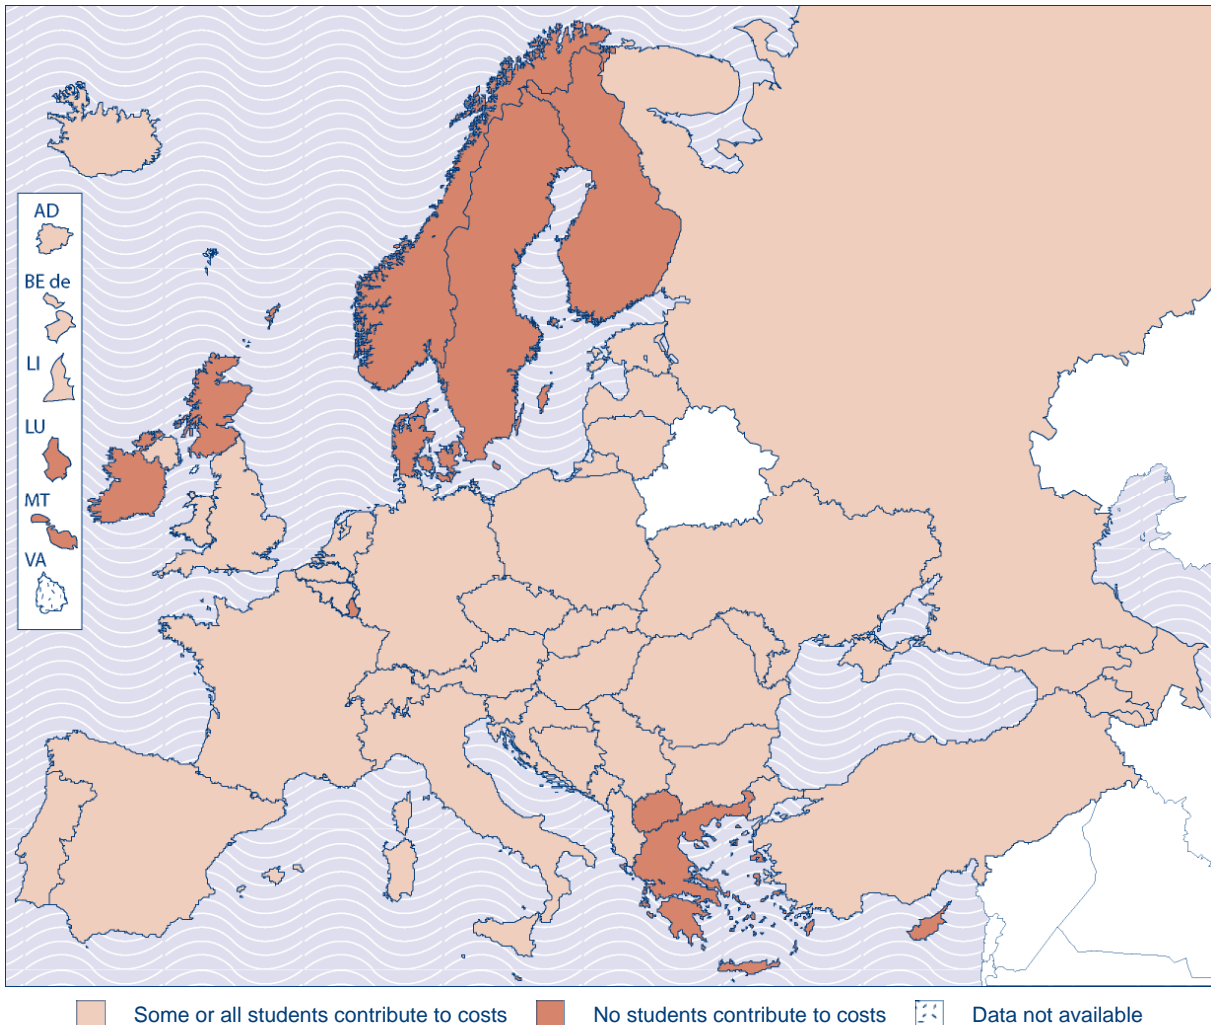 AD
BE de
LI
LU
MT
VA
Some or all students contribute to costs No students contribute to costs Data not available